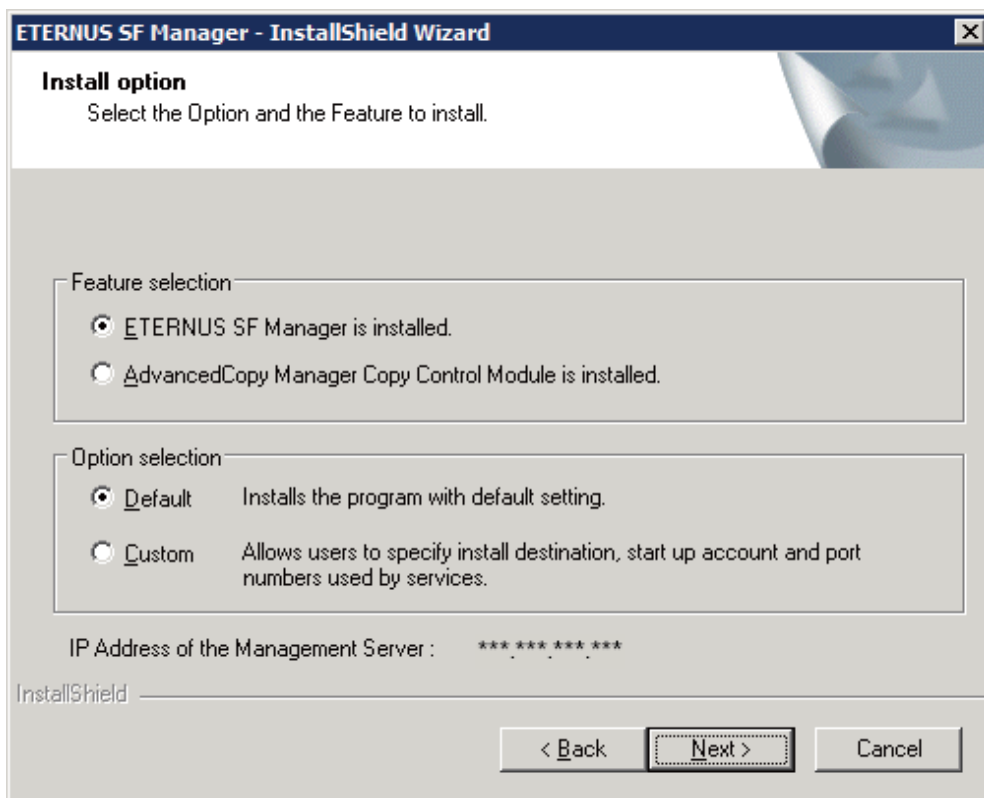 ETERNUS SF Manager - InstallShield Wizard
Install option
Select the Option and the Feature to install.
Feature selection
ETERNUS SF Manager is installed.
AdvancedCopy Manager Copy Control Module is installed.
Option selection
Default Installs the program with default setting.
Custom Allows users to specify install destination, start up account and port
numbers used by services.
IP Address of the Management Server : ***.***.***.***
InstallShield
< Back Next > Cancel